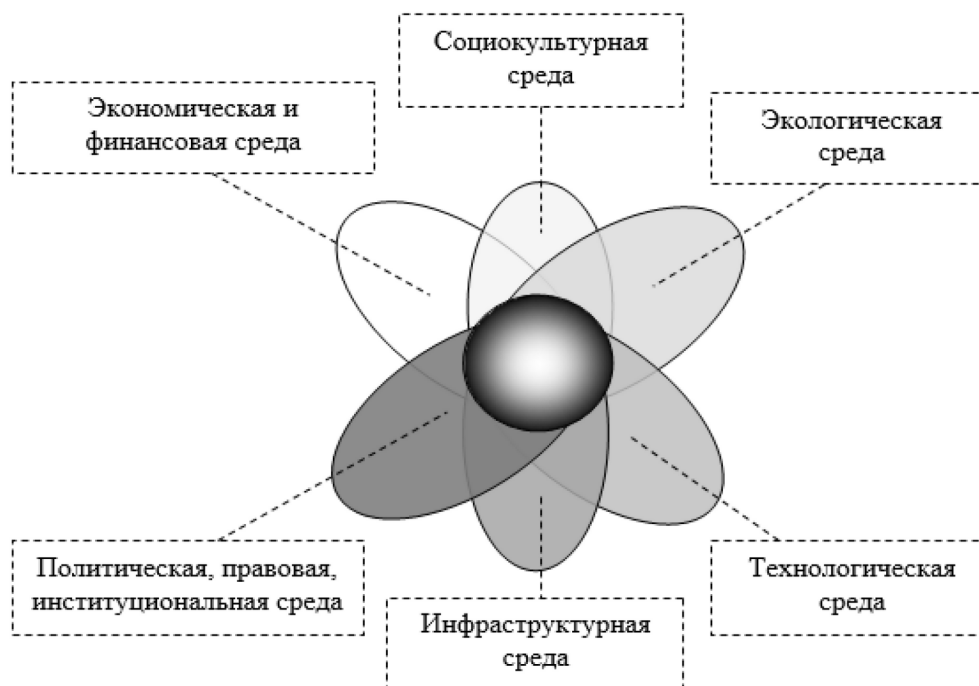 Социокультурная
среда
Экономическая и
финансовая среда
Экологическая
среда
Политическая, правовая,
институциональная среда
Технологическая
среда
Инфраструктурная
среда